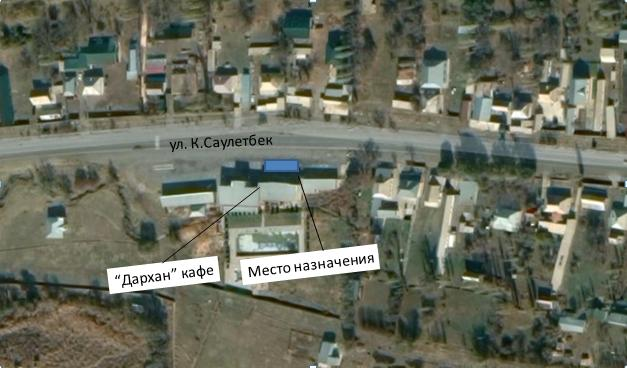 ул. К.Саулетбек
“Дархан” кафе
Место назначения